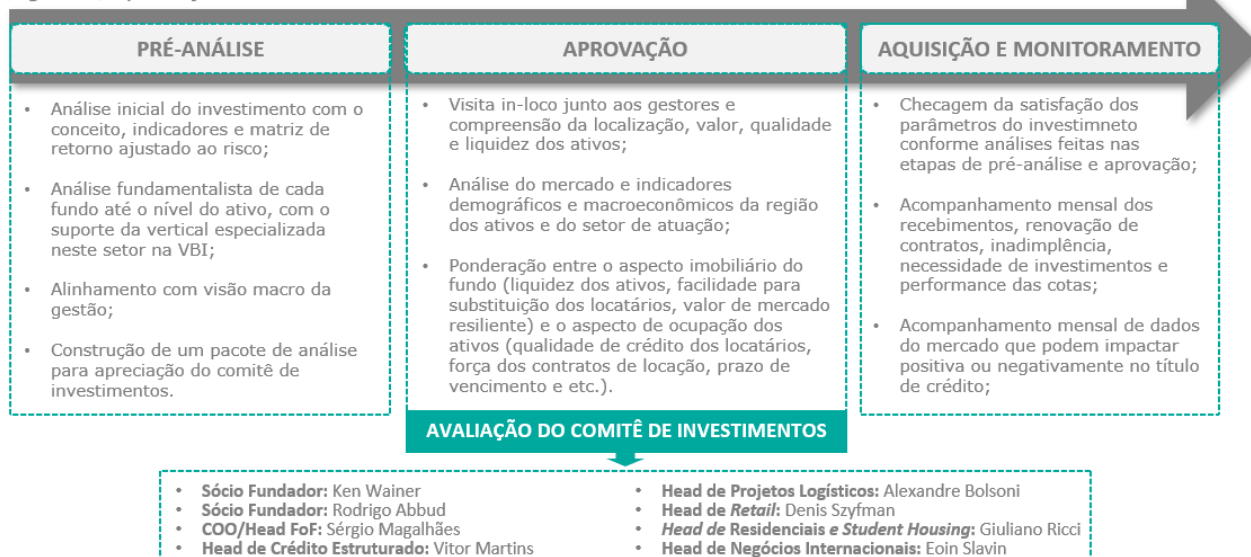 PRÉ-ANÁLISE
• Análise inicial do investimento com o
conceito, indicadores e matriz de
retorno ajustado ao risco;
• Análise fundamentalista de cada
fundo até o nível do ativo, com o
suporte da vertical especializada
neste setor na VBI;
• Alinhamento com visão macro da
gestão;
• Construção de um pacote de análise
para apreciação do comitê de
investimentos.
APROVAÇÃO
• Visita in-loco junto aos gestores e
compreensão da localização, valor, qualidade
e liquidez dos ativos;
• Análise do mercado e indicadores
demográficos e macroeconômicos da região
dos ativos e do setor de atuação;
• Ponderação entre o aspecto imobiliário do
fundo (liquidez dos ativos, facilidade para
substituição dos locatários, valor de mercado
resiliente) e o aspecto de ocupação dos
ativos (qualidade de crédito dos locatários,
força dos contratos de locação, prazo de
vencimento e etc.).
AQUISIÇÃO E MONITORAMENTO
• Checagem da satisfação dos
parâmetros do investimneto
conforme análises feitas nas
etapas de pré-análise e aprovação;
• Acompanhamento mensal dos
recebimentos, renovação de
contratos, inadimplência,
necessidade de investimentos e
performance das cotas;
• Acompanhamento mensal de dados
do mercado que podem impactar
positiva ou negativamente no título
de crédito;
AVALIAÇÃO DO COMITÊ DE INVESTIMENTOS
• Sócio Fundador: Ken Wainer
• Sócio Fundador: Rodrigo Abbud
• COO/Head FoF: Sérgio Magalhães
• Head de Crédito Estruturado: Vitor Martins
• Head de Projetos Logísticos: Alexandre Bolsoni
• Head de Retail: Denis Szyfman
• Head de Residenciais e Student Housing: Giuliano Ricci
• Head de Negócios Internacionais: Eoin Slavin